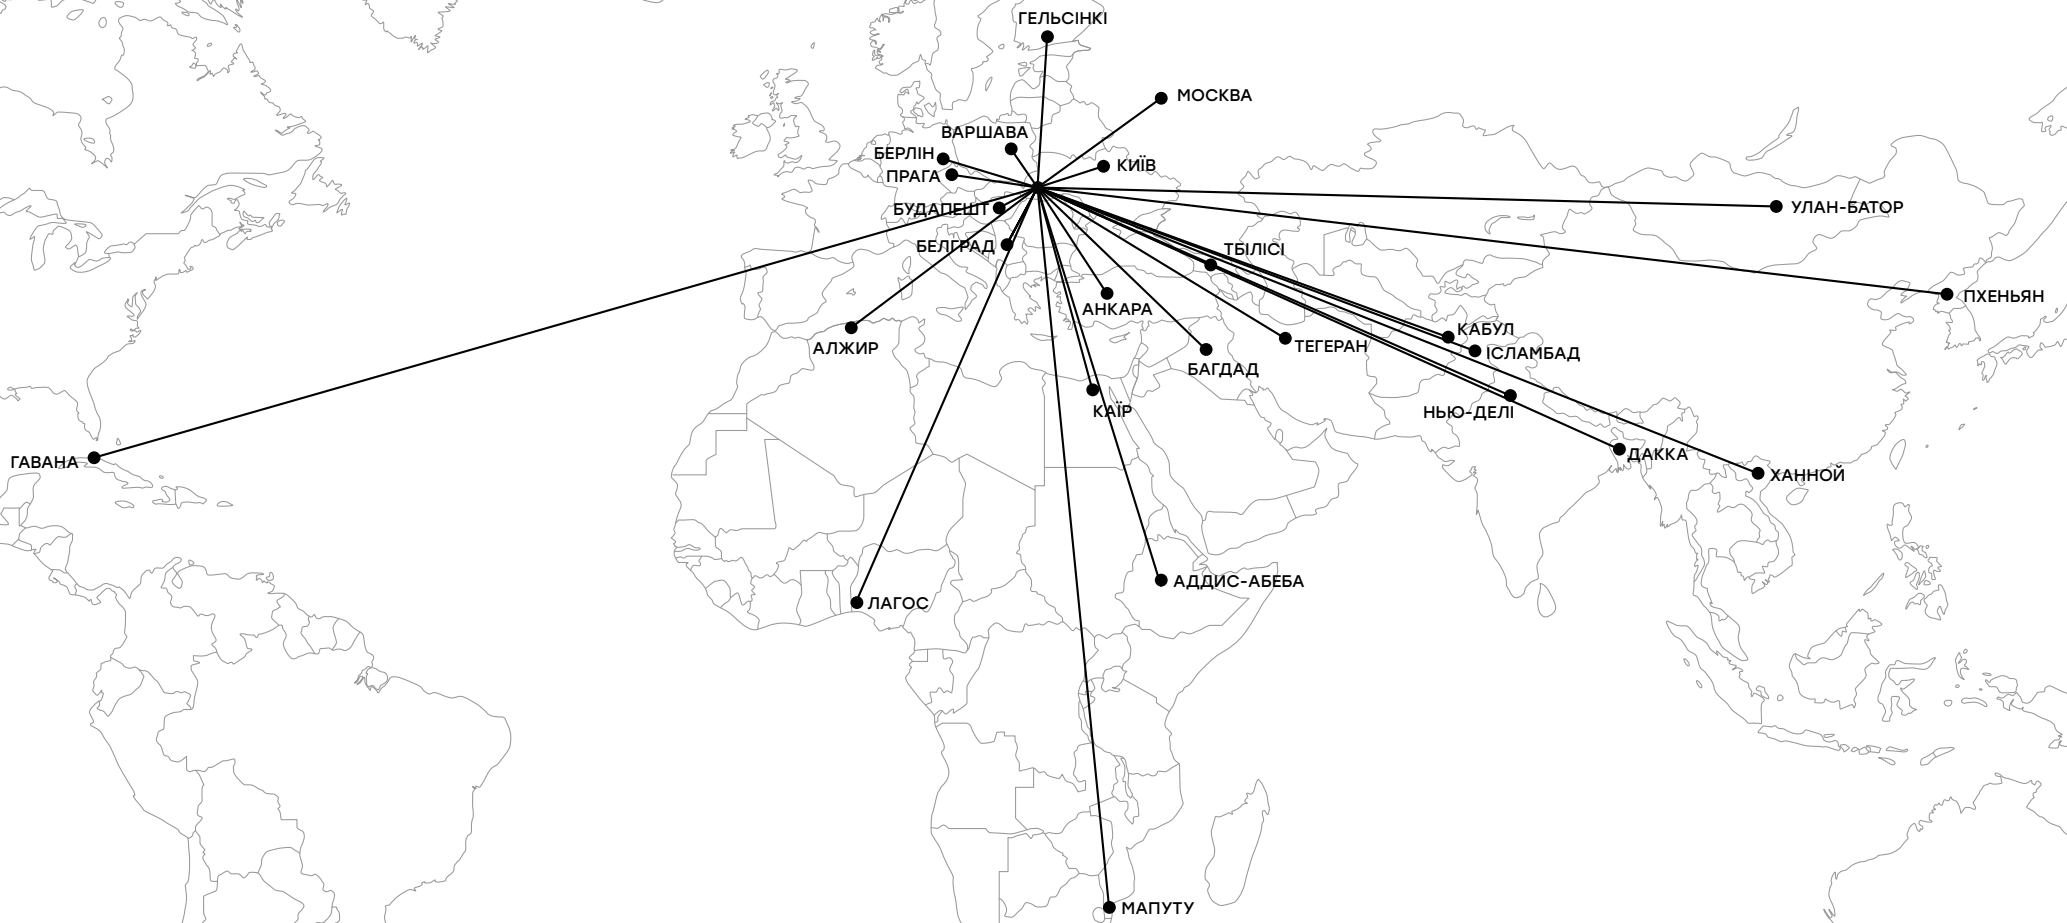 ГЕЛЬСІНКІ
МОСКВА
ВАРШАВА
БЕРЛІН
КИЇВ
ПРАГА
БУДАПЕШТ
УЛАН-БАТОР
БЕЛГРАД
ТБІЛІСІ
ПХЕНЬЯН
АНКАРА
КАБУЛ
АЛЖИР
ТЕГЕРАН
ІСЛАМБАД
БАГДАД
КАЇР
НЬЮ-ДЕЛІ
ДАККА
ГАВАНА
ХАННОЙ
АДДИС-АБЕБА
ЛАГОС
МАПУТУ